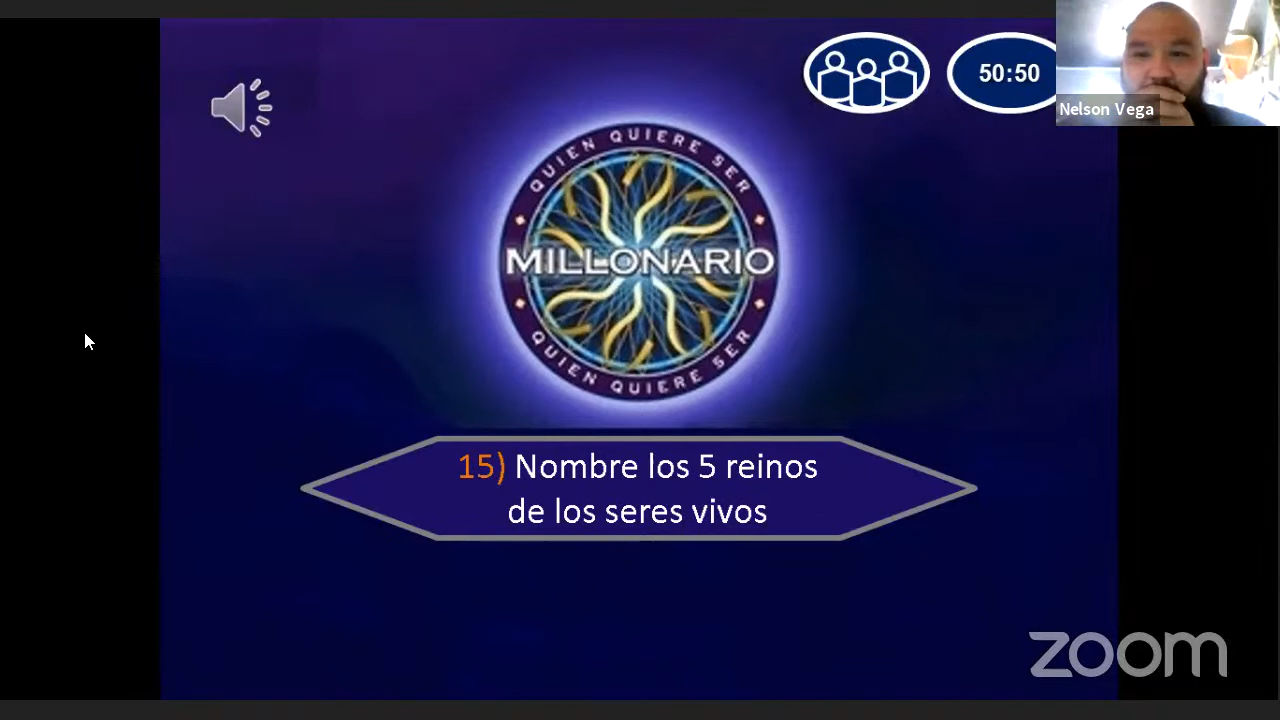 50:50
Nelson Vega
QUIEN QUIERE SER
MILLONARIO
QUIEN QUIERE SER
15) Nombre los 5 reinos
de los seres vivos
zoom